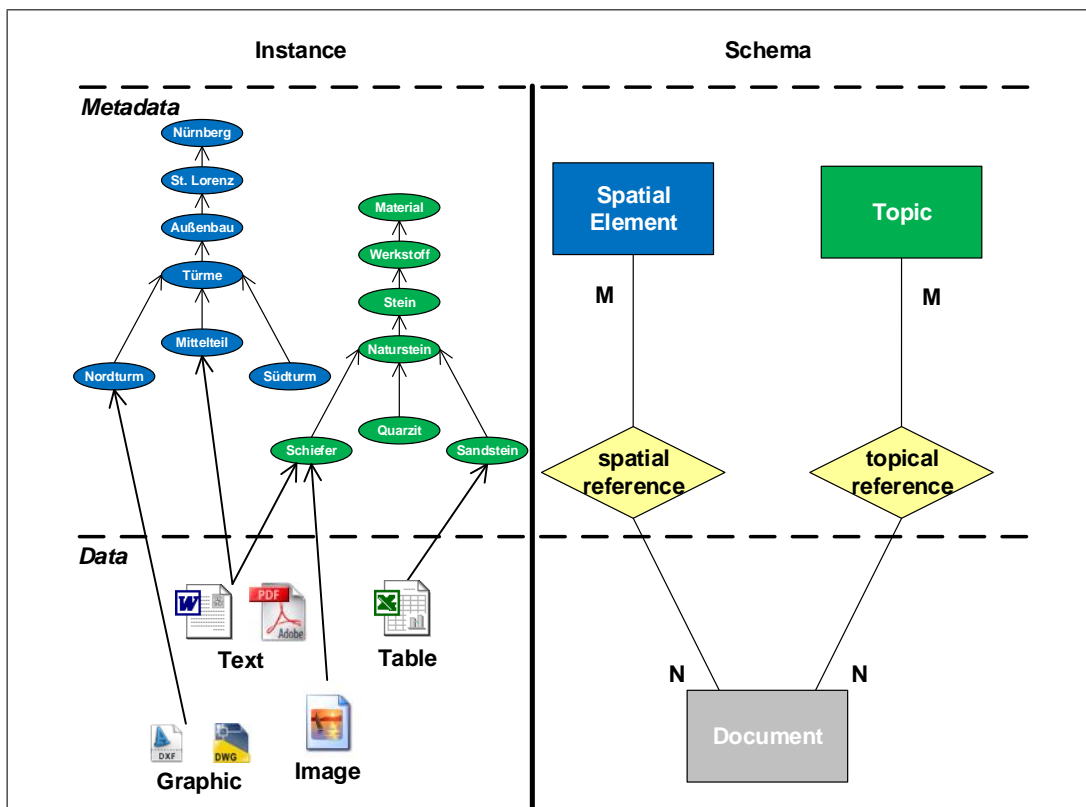 Instance
Schema
Metadata
Nürnberg
St. Lorenz
Außenbau
Türme
Mittelteil
Nordturm
Südturm
Material
Werkstoff
Stein
Naturstein
Quarzit
Schiefer
Sandstein
Spatial
Element
Topic
M
M
spatial
reference
topical
reference
Data
W
PDF
Adobe
Text
X
Table
DXF
DWG
Graphic
Image
N
N
Document